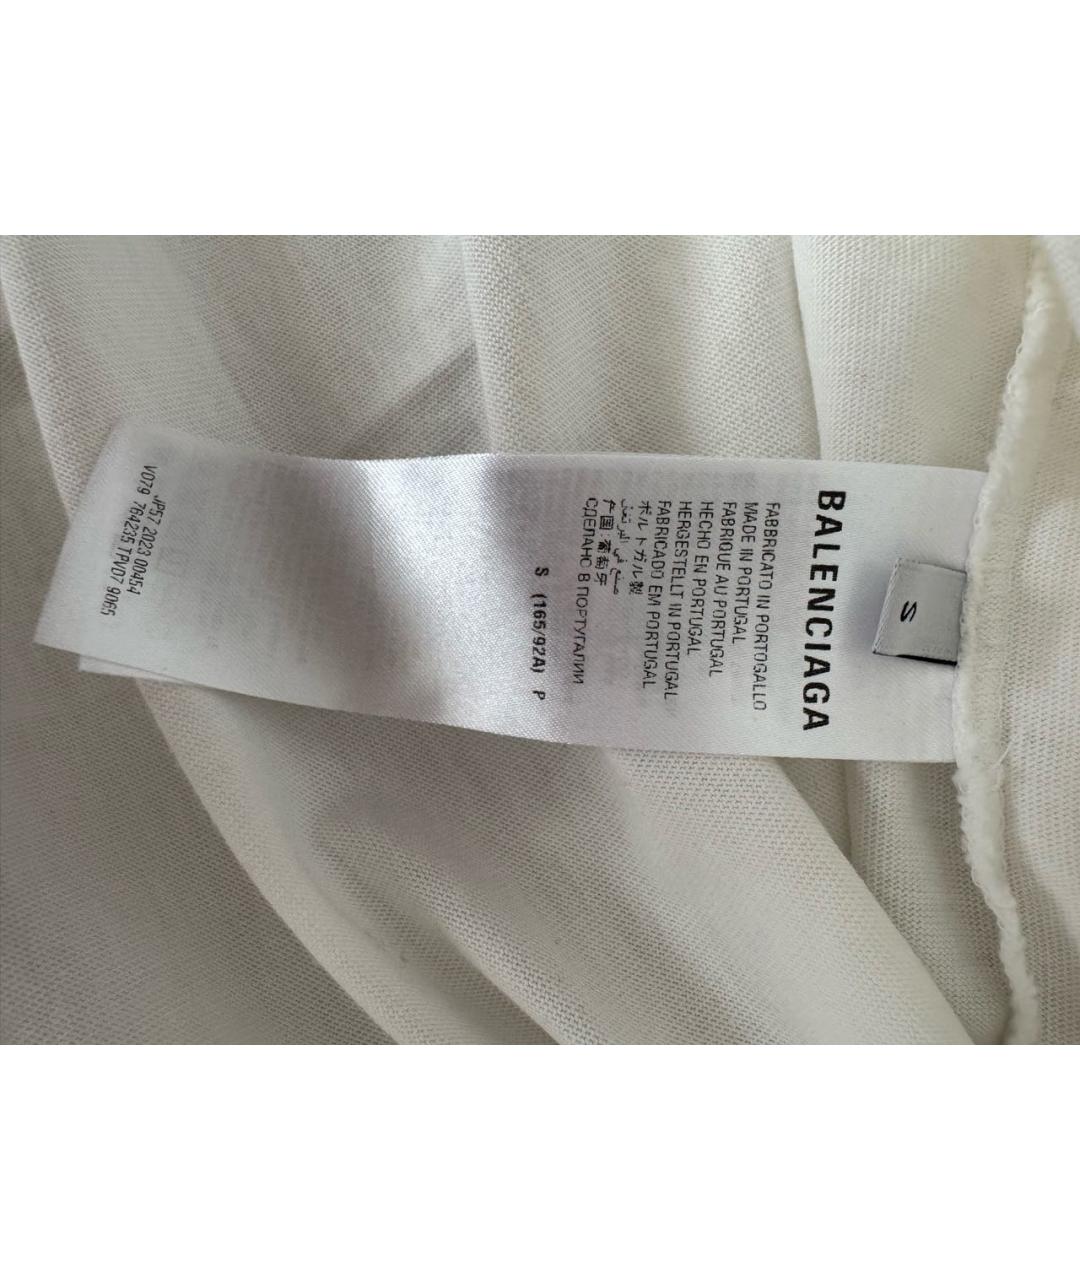 S
BALENCIAGA
FABBRICATO IN PORTOGALLO
MADE IN PORTUGAL
FABRIQUE AU PORTUGAL
HECHO EN PORTUGAL
HERGESTELLT IN PORTUGAL
FABRICADO EM PORTUGAL
ポルトガル製
صنع في البرتغال
产国: 葡萄牙
СДЕЛАНО В ПОРТУГАЛИИ
S (165/92A) P
JP57 2023 00454
V079 764235 TPVD7 9065